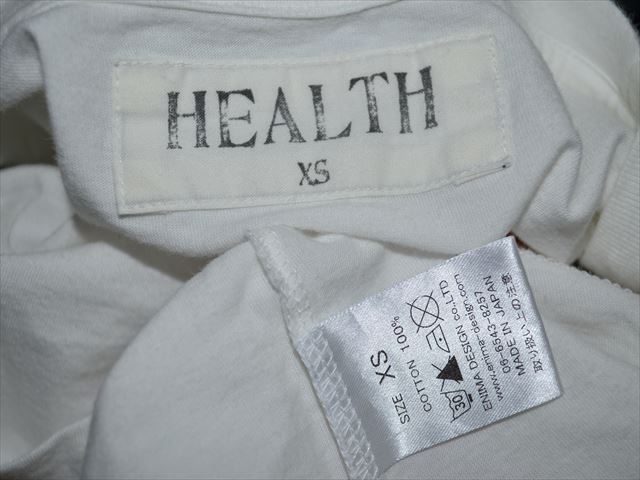 HEALTH
XS
SIZE XS
COTTON 100%
30
ENIMA DESIGN co.,LTD
www.enima-design.com
06-6543-8257
MADE IN JAPAN
取り扱い上の注意